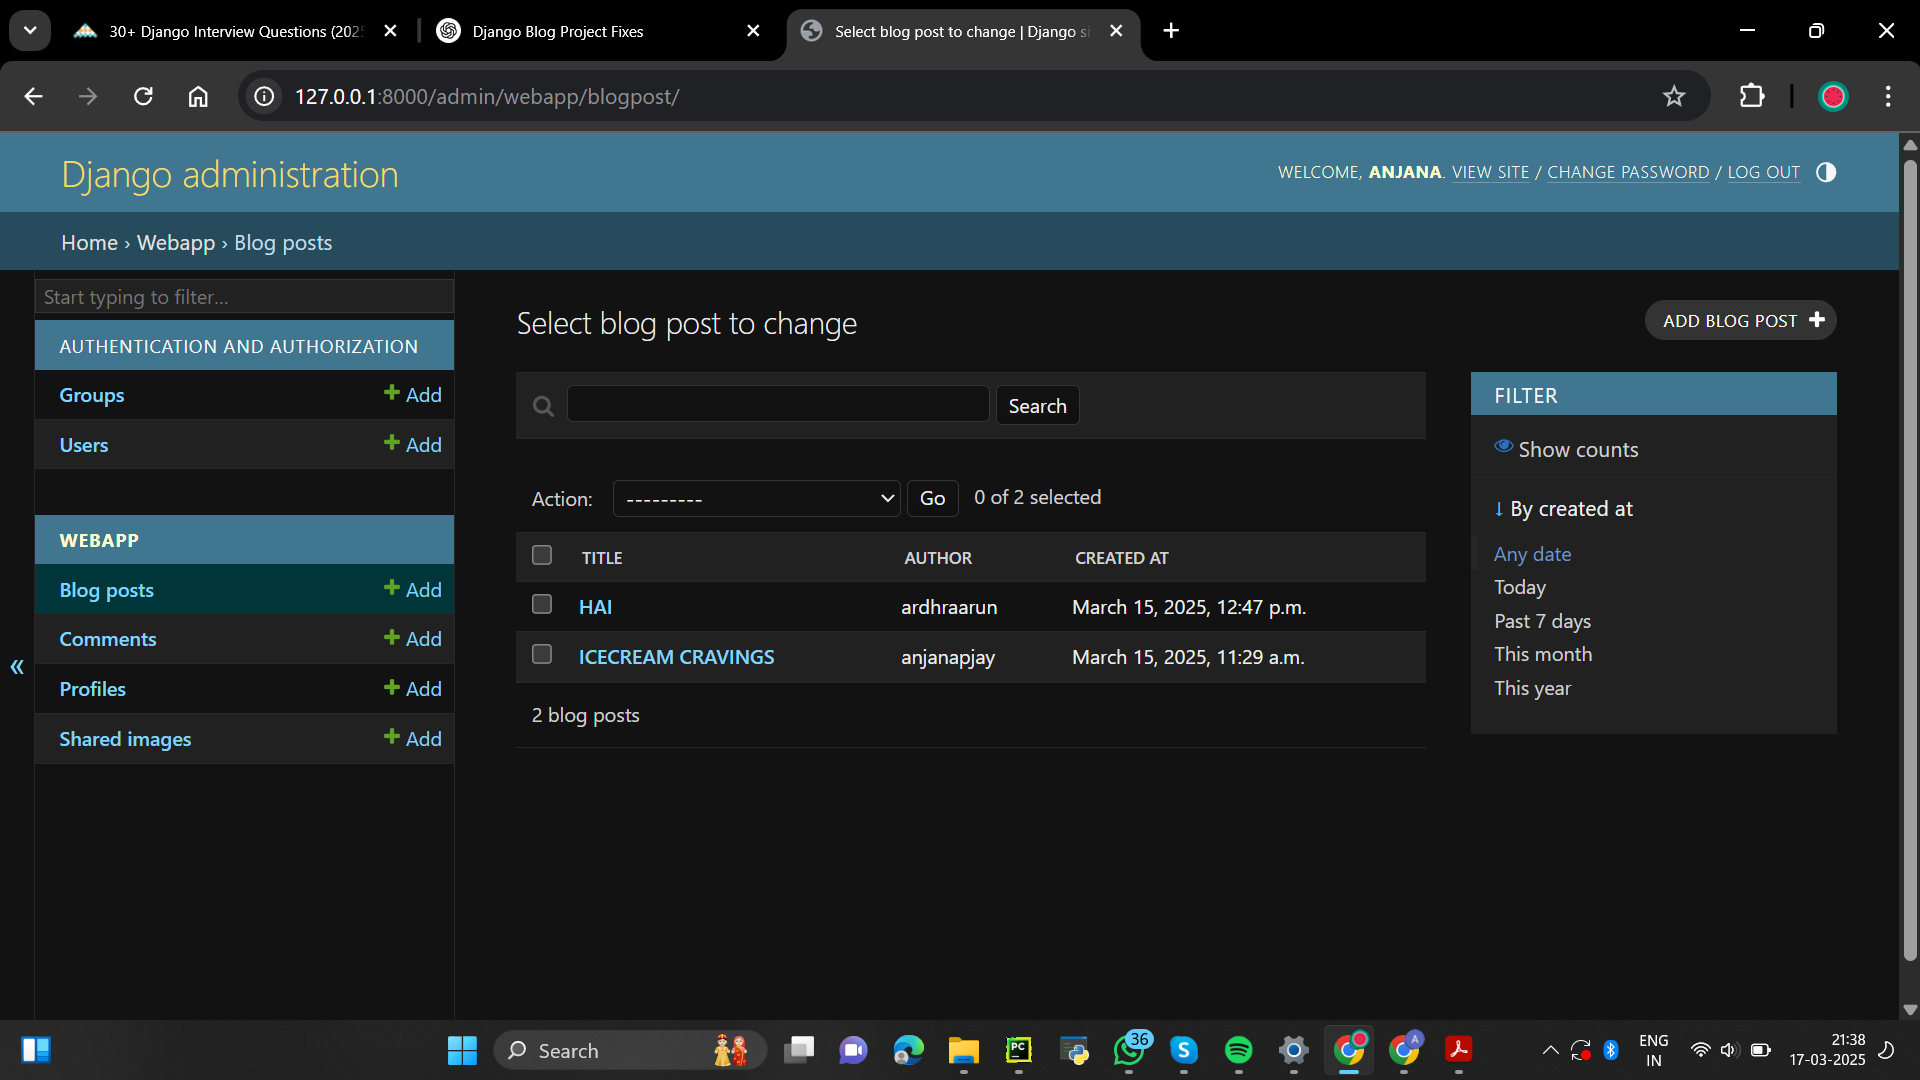 30+ Django Interview Questions (202
Django Blog Project Fixes
Select blog post to change | Django si
127.0.0.1:8000/admin/webapp/blogpost/
Django administration
WELCOME, ANJANA. VIEW SITE / CHANGE PASSWORD / LOG OUT
Home › Webapp › Blog posts
Start typing to filter...
AUTHENTICATION AND AUTHORIZATION
Groups + Add
Users + Add
WEBAPP
Blog posts + Add
Comments + Add
Profiles + Add
Shared images + Add
«
Select blog post to change
ADD BLOG POST +
Search
Action: --------- Go 0 of 2 selected
TITLE AUTHOR CREATED AT
HAI ardhraarun March 15, 2025, 12:47 p.m.
ICECREAM CRAVINGS anjanapjay March 15, 2025, 11:29 a.m.
2 blog posts
FILTER
Show counts
↓ By created at
Any date
Today
Past 7 days
This month
This year
Search
PC
36
S
A
ENG
IN
21:38
17-03-2025